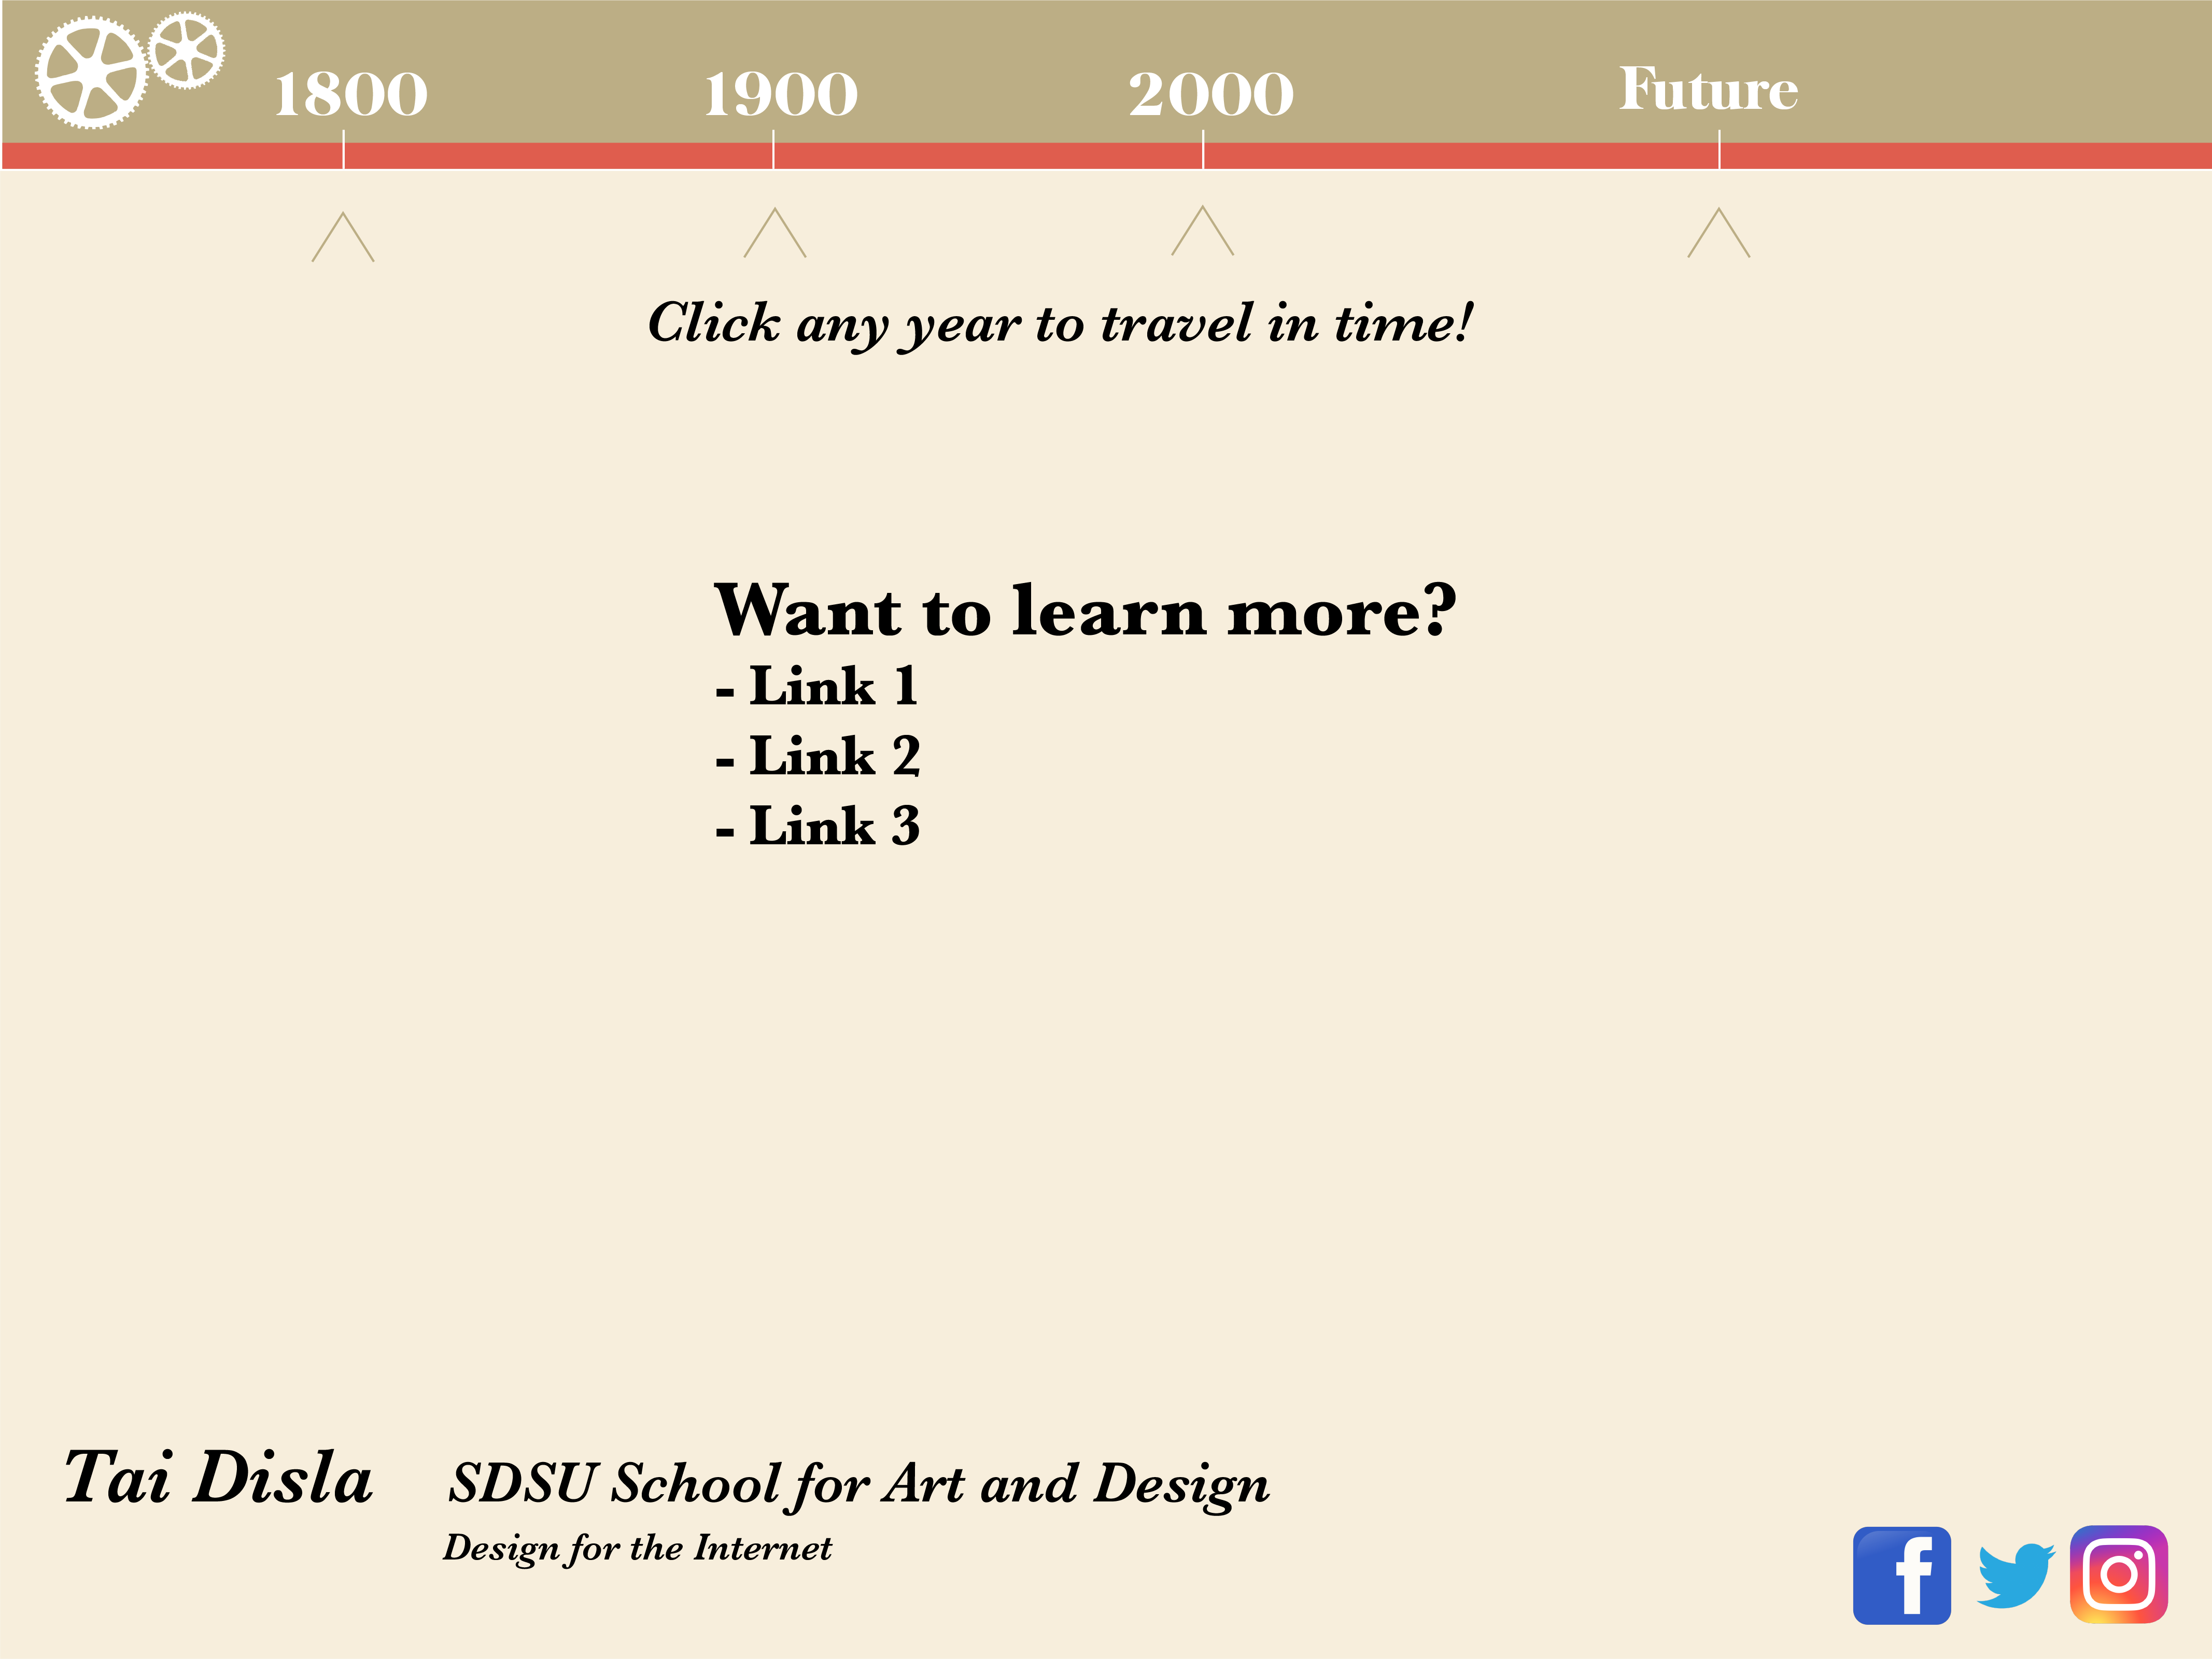 1800 1900 2000 Future
Click any year to travel in time!
Want to learn more?
- Link 1
- Link 2
- Link 3
Tai Disla SDSU School for Art and Design
Design for the Internet